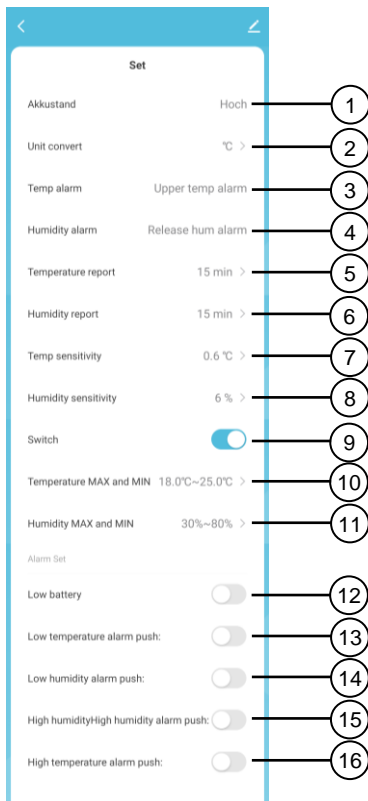 Set
Akkustand Hoch 1
Unit convert °C > 2
Temp alarm Upper temp alarm 3
Humidity alarm Release hum alarm 4
Temperature report 15 min > 5
Humidity report 15 min > 6
Temp sensitivity 0.6 °C > 7
Humidity sensitivity 6 % > 8
Switch 9
Temperature MAX and MIN 18.0°C~25.0°C > 10
Humidity MAX and MIN 30%~80% > 11
Alarm Set
Low battery 12
Low temperature alarm push: 13
Low humidity alarm push: 14
High humidityHigh humidity alarm push: 15
High temperature alarm push: 16